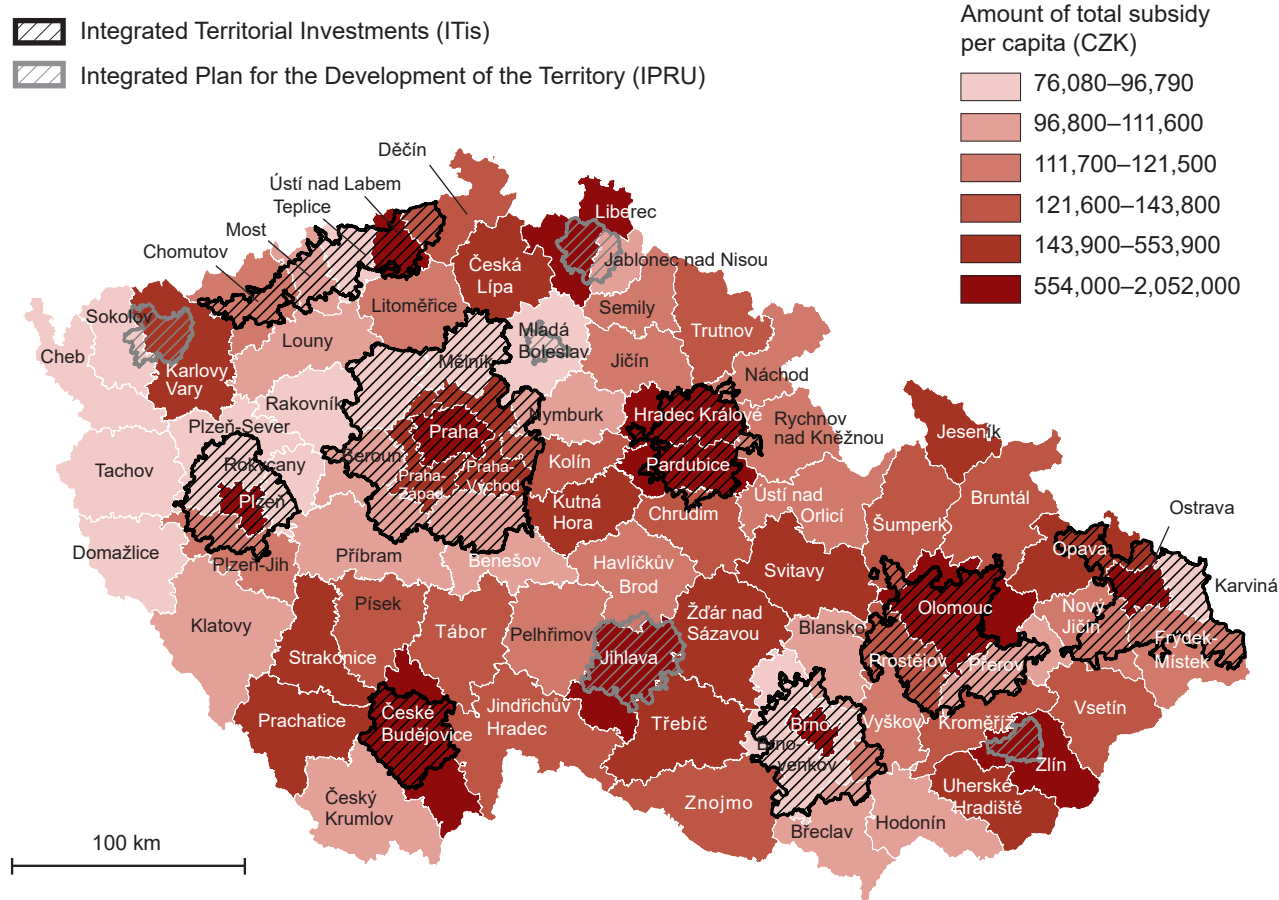 Integrated Territorial Investments (ITis)
Integrated Plan for the Development of the Territory (IPRU)
Amount of total subsidy
per capita (CZK)
76,080–96,790
96,800–111,600
111,700–121,500
121,600–143,800
143,900–553,900
554,000–2,052,000
Děčín
Ústí nad Labem
Teplice
Most
Chomutov
Liberec
Jablonec nad Nisou
Česká
Lípa
Litoměřice
Semily
Sokolov
Cheb
Karlovy
Vary
Louny
Mělník
Mladá
Boleslav
Jičín
Trutnov
Náchod
Rakovník
Plzeň-Sever
Nymburk
Hradec Králové
Rychnov
nad Kněžnou
Praha
Beroun
Praha-
Západ
Praha-
Východ
Kolín
Pardubice
Jeseník
Tachov
Rokycany
Plzeň
Kutná
Hora
Chrudim
Ústí nad
Orlicí
Šumperk
Bruntál
Ostrava
Domažlice
Plzeň-Jih
Příbram
Benešov
Havlíčkův
Brod
Svitavy
Opava
Karviná
Klatovy
Písek
Tábor
Pelhřimov
Žďár nad
Sázavou
Blansko
Olomouc
Nový
Jičín
Frýdek-
Místek
Strakonice
Jihlava
Prostějov
Přerov
Prachatice
České
Budějovice
Jindřichův
Hradec
Třebíč
Brno
Brno-
venkov
Vyškov
Kroměříž
Vsetín
Zlín
Český
Krumlov
Znojmo
Břeclav
Hodonín
Uherské
Hradiště
100 km